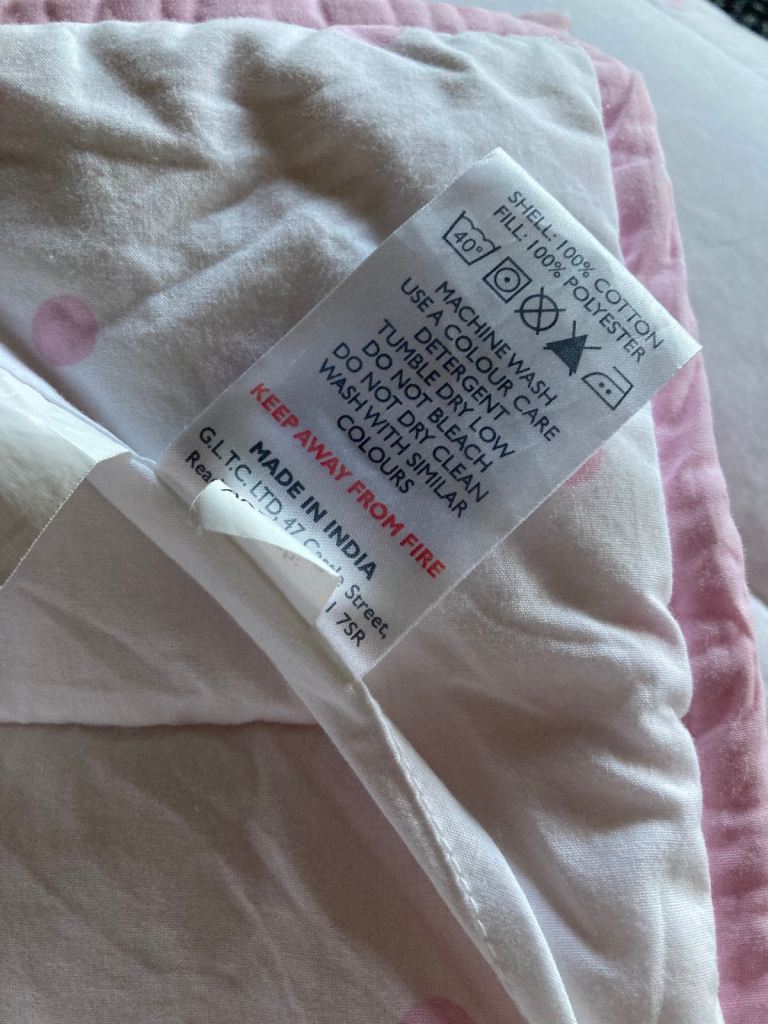 SHELL: 100% COTTON
FILL: 100% POLYESTER
40°
MACHINE WASH
USE A COLOUR CARE
DETERGENT
TUMBLE DRY LOW
DO NOT BLEACH
DO NOT DRY CLEAN
WASH WITH SIMILAR
COLOURS
KEEP AWAY FROM FIRE
MADE IN INDIA
G.L.T.C. LTD, 47 Street,
7SR